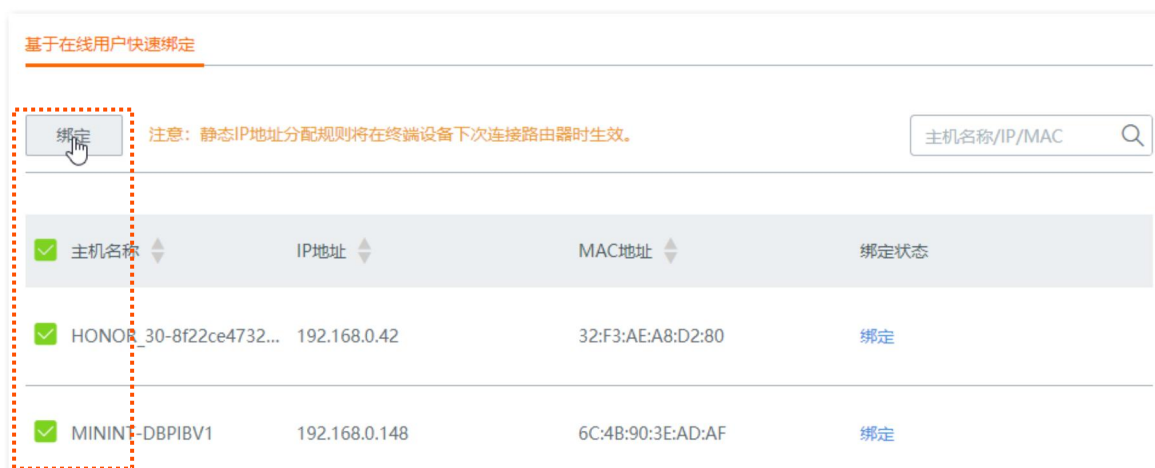 基于在线用户快速绑定
绑定 注意：静态IP地址分配规则将在终端设备下次连接路由器时生效。 主机名称/IP/MAC
主机名称 IP地址 MAC地址 绑定状态
HONOR_30-8f22ce4732... 192.168.0.42 32:F3:AE:A8:D2:80 绑定
MININT-DBPIBV1 192.168.0.148 6C:4B:90:3E:AD:AF 绑定